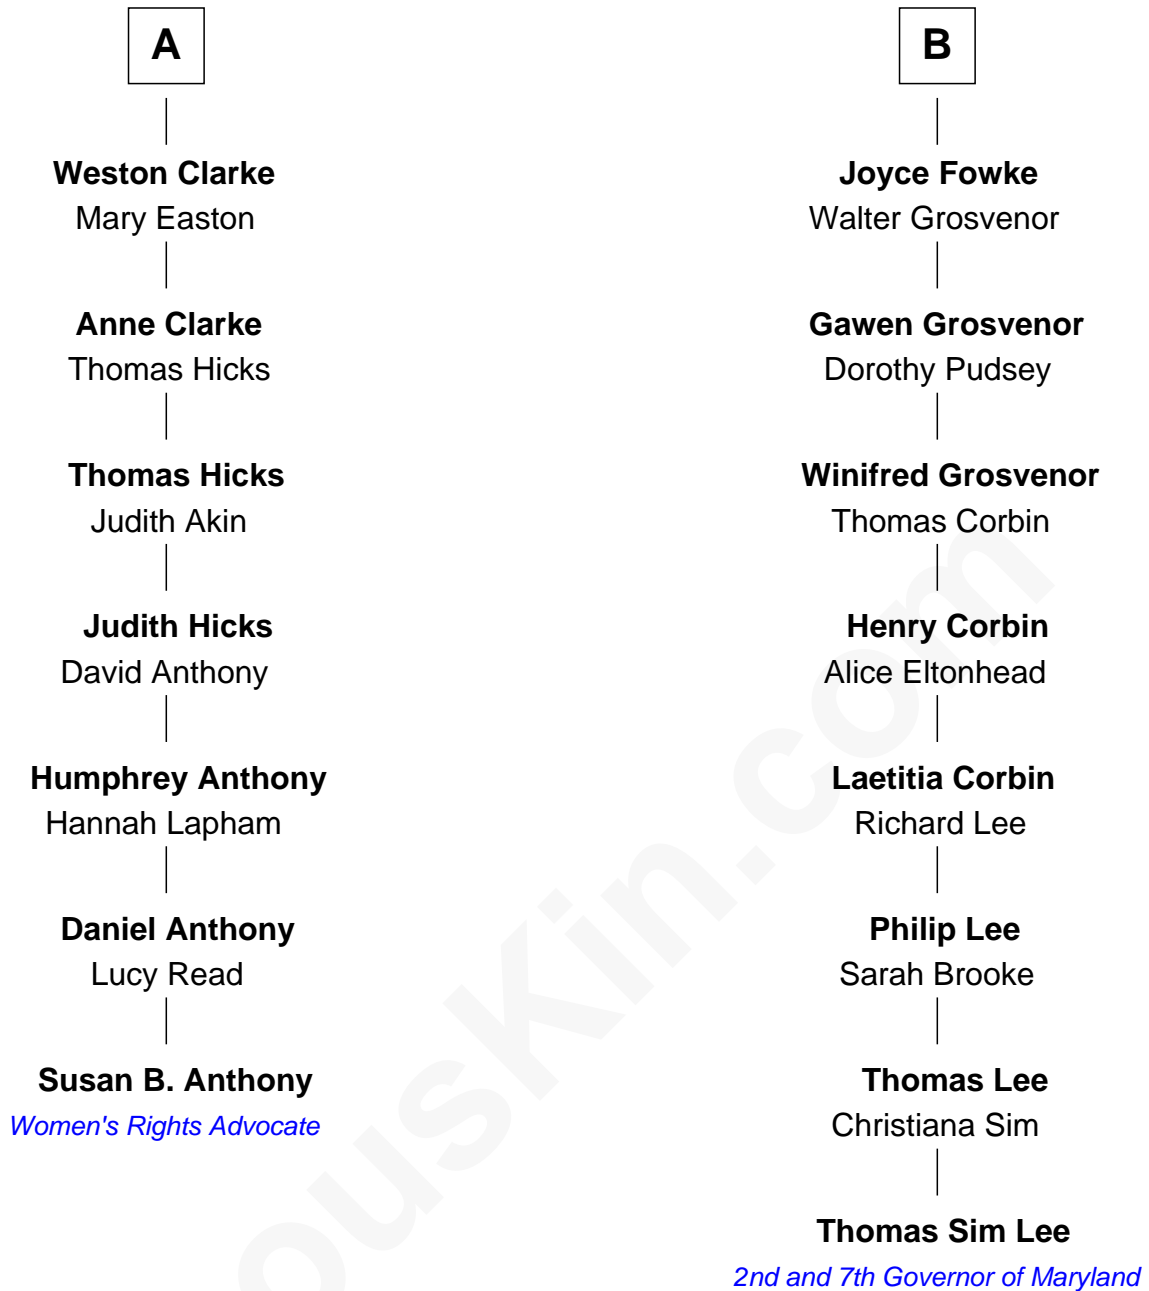 A
Weston Clarke
Mary Easton
Anne Clarke
Thomas Hicks
Thomas Hicks
Judith Akin
Judith Hicks
David Anthony
Humphrey Anthony
Hannah Lapham
Daniel Anthony
Lucy Read
Susan B. Anthony
Women's Rights Advocate
B
Joyce Fowke
Walter Grosvenor
Gawen Grosvenor
Dorothy Pudsey
Winifred Grosvenor
Thomas Corbin
Henry Corbin
Alice Eltonhead
Laetitia Corbin
Richard Lee
Philip Lee
Sarah Brooke
Thomas Lee
Christiana Sim
Thomas Sim Lee
2nd and 7th Governor of Maryland
ousKin.com